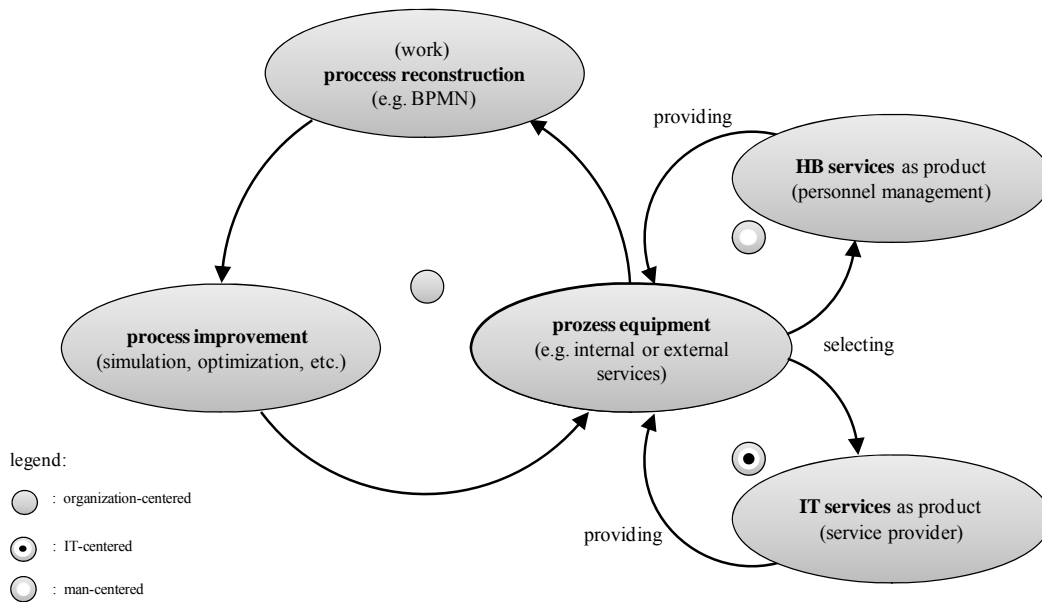 (work)
proccess reconstruction
(e.g. BPMN)
providing
HB services as product
(personnel management)
process improvement
(simulation, optimization, etc.)
prozess equipment
(e.g. internal or external
services)
selecting
legend:
: organization-centered
: IT-centered
: man-centered
providing
IT services as product
(service provider)